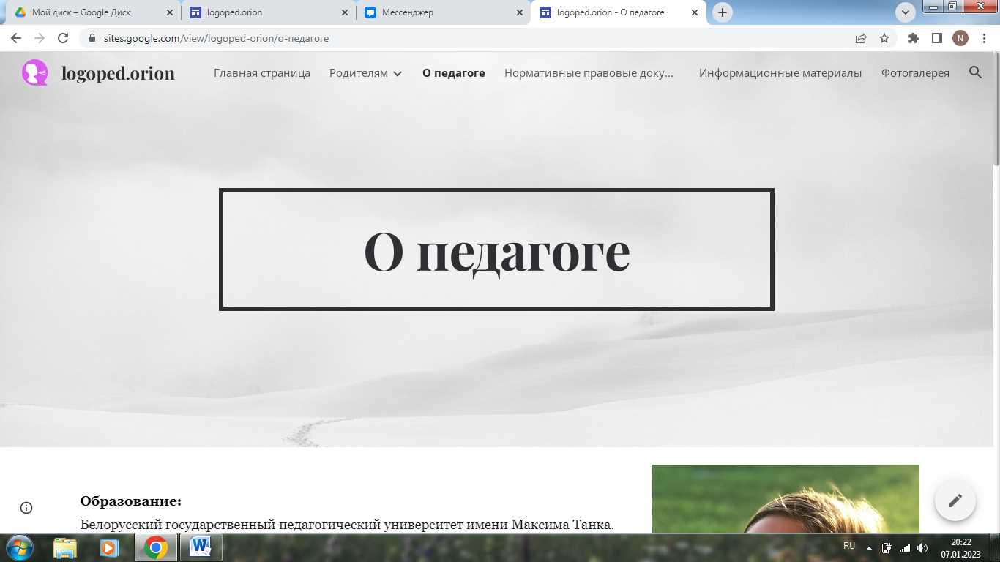 Мой диск – Google Диск
logoped.orion
Мессенджер
logoped.orion - О педагоге
sites.google.com/view/logoped-orion/о-педагоге
N
logoped.orion
Главная страница
Родителям
О педагоге
Нормативные правовые доку...
Информационные материалы
Фотогалерея
О педагоге
Образование:
Белорусский государственный педагогический университет имени Максима Танка.
RU
20:22
07.01.2023